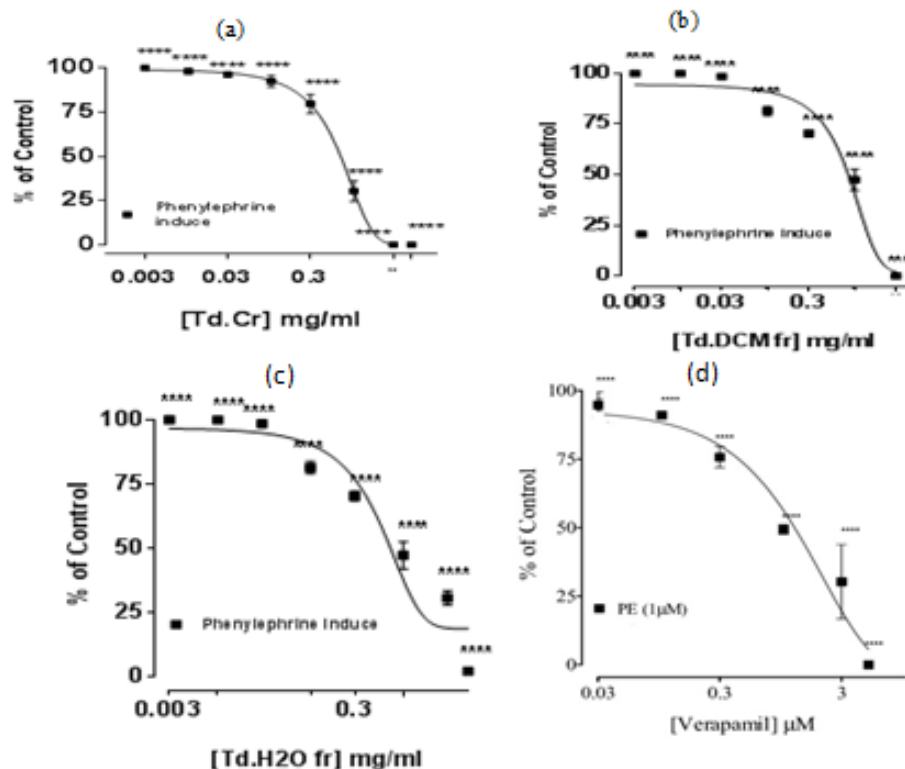 (a)
**** **** **** **** ****
100
75
50
25
0
% of Control
****
**** ****
Phenylephrine
induce
0.003 0.03 0.3
[Td.Cr] mg/ml
(b)
**** **** ****
****
****
****
100
75
50
25
0
% of Control
Phenylephrine induce
0.003 0.03 0.3
[Td.DCM fr] mg/ml
(c)
**** **** ****
****
****
****
****
****
100
75
50
25
0
% of Control
Phenylephrine induce
0.003 0.3
[Td.H2O fr] mg/ml
(d)
****
****
****
****
****
****
100
75
50
25
0
% of Control
PE (1µM)
0.03 0.3 3
[Verapamil] µM